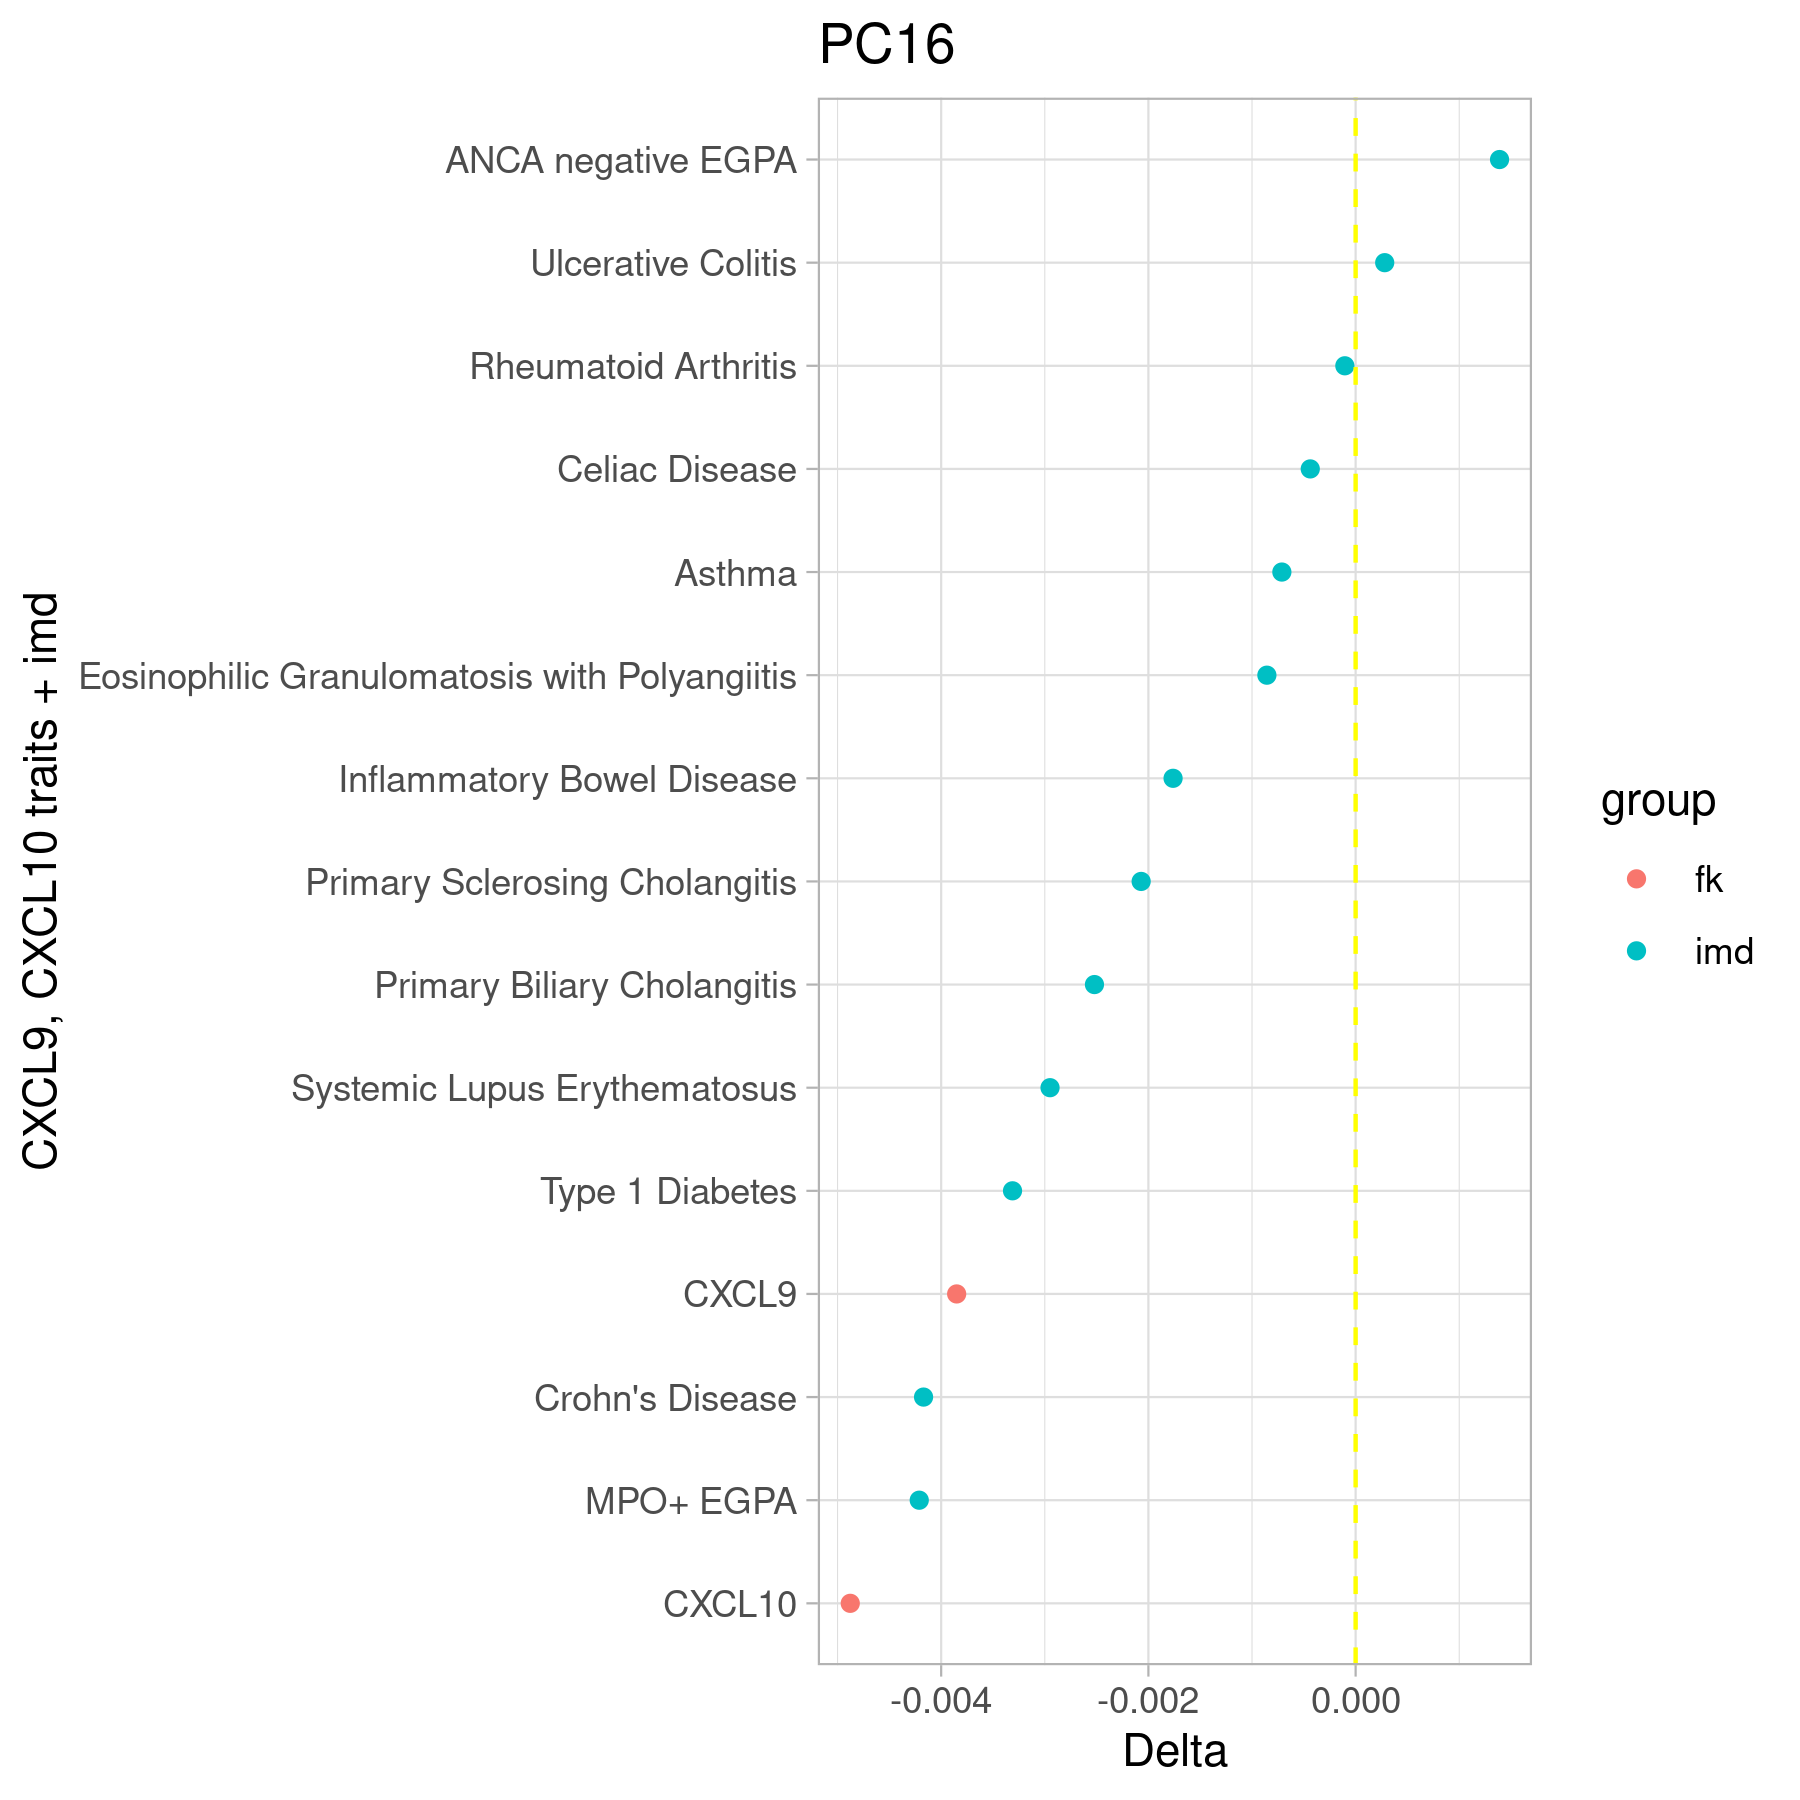 PC16
ANCA negative EGPA
Ulcerative Colitis
Rheumatoid Arthritis
Celiac Disease
Asthma
Eosinophilic Granulomatosis with Polyangiitis
Inflammatory Bowel Disease
Primary Sclerosing Cholangitis
Primary Biliary Cholangitis
Systemic Lupus Erythematosus
Type 1 Diabetes
CXCL9
Crohn's Disease
MPO+ EGPA
CXCL10
CXCL9, CXCL10 traits + imd
-0.004
-0.002
0.000
Delta
group
fk
imd